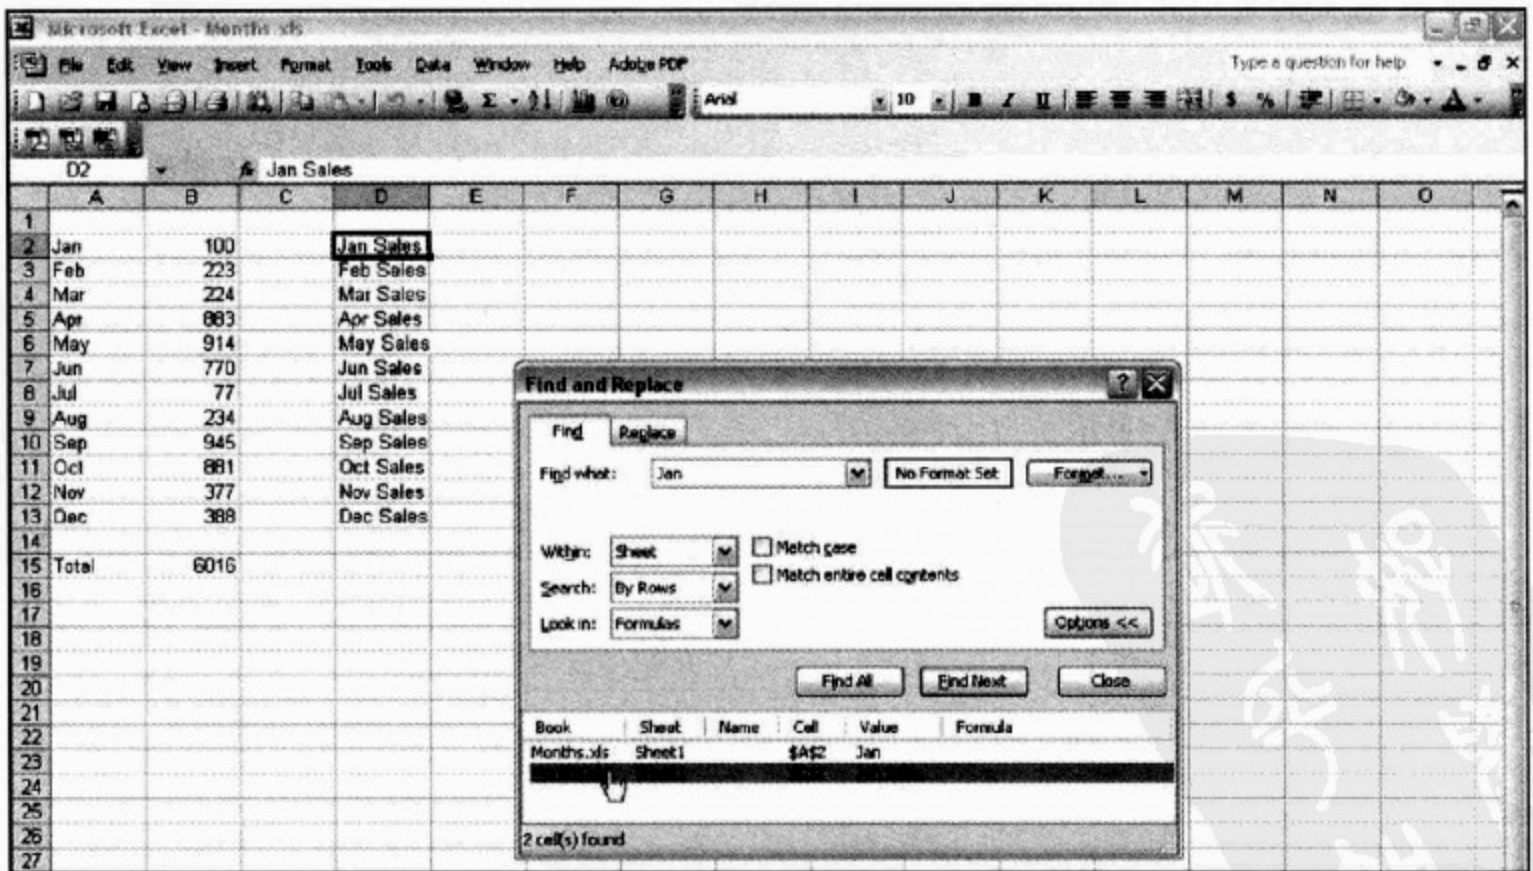 Microsoft Excel - Months.xls
File Edit View Insert Format Tools Data Window Help Adobe PDF Type a question for help
Arial 10 B I U $ %
D2 fx Jan Sales
A B C D E F G H I J K L M N O
1
2 Jan 100 Jan Sales
3 Feb 223 Feb Sales
4 Mar 224 Mar Sales
5 Apr 883 Apr Sales
6 May 914 May Sales
7 Jun 770 Jun Sales
8 Jul 77 Jul Sales
9 Aug 234 Aug Sales
10 Sep 945 Sep Sales
11 Oct 881 Oct Sales
12 Nov 377 Nov Sales
13 Dec 388 Dec Sales
14
15 Total 6016
16
17
18
19
20
21
22
23
24
25
26
27
Find and Replace
Find Replace
Find what: Jan No Format Set Format...
Within: Sheet Match case
Match entire cell contents
Search: By Rows
Look in: Formulas Options <<
Find All Find Next Close
Book Sheet Name Cell Value Formula
Months.xls Sheet1 $A$2 Jan
2 cell(s) found